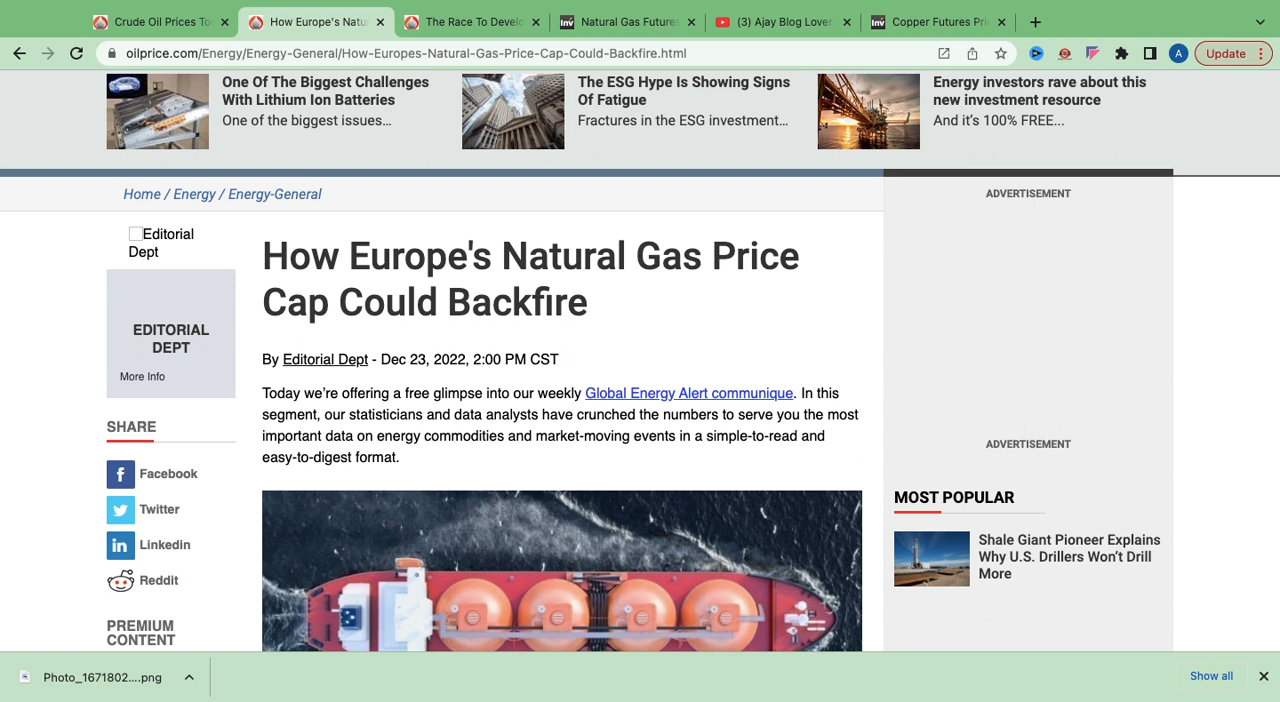 Crude Oil Prices To
How Europe's Natu
The Race To Develo
Natural Gas Futures
(3) Ajay Blog Lover
Copper Futures Pri
oilprice.com/Energy/Energy-General/How-Europes-Natural-Gas-Price-Cap-Could-Backfire.html
A
Update
One Of The Biggest Challenges
With Lithium Ion Batteries
One of the biggest issues...
The ESG Hype Is Showing Signs
Of Fatigue
Fractures in the ESG investment...
Energy investors rave about this
new investment resource
And it's 100% FREE...
Home / Energy / Energy-General
ADVERTISEMENT
Editorial
Dept
EDITORIAL
DEPT
More Info
How Europe's Natural Gas Price
Cap Could Backfire
By Editorial Dept - Dec 23, 2022, 2:00 PM CST
Today we're offering a free glimpse into our weekly Global Energy Alert communique. In this
segment, our statisticians and data analysts have crunched the numbers to serve you the most
important data on energy commodities and market-moving events in a simple-to-read and
easy-to-digest format.
SHARE
Facebook
Twitter
Linkedin
Reddit
PREMIUM
CONTENT
ADVERTISEMENT
MOST POPULAR
Shale Giant Pioneer Explains
Why U.S. Drillers Won't Drill
More
Photo_1671802....png
Show all